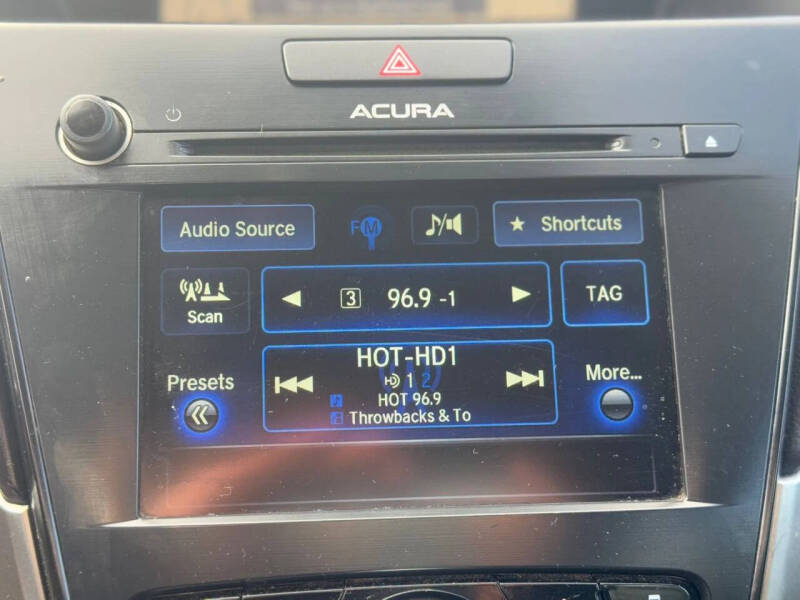 ACURA
Audio Source
FM
★ Shortcuts
Scan
3 96.9 -1
TAG
Presets
HOT-HD1
1 2
HOT 96.9
Throwbacks & To
More...